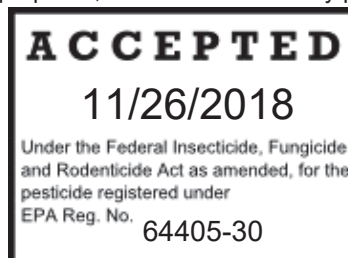 ACCEPTED
11/26/2018
Under the Federal Insecticide, Fungicide
and Rodenticide Act as amended, for the
pesticide registered under
EPA Reg. No. 64405-30